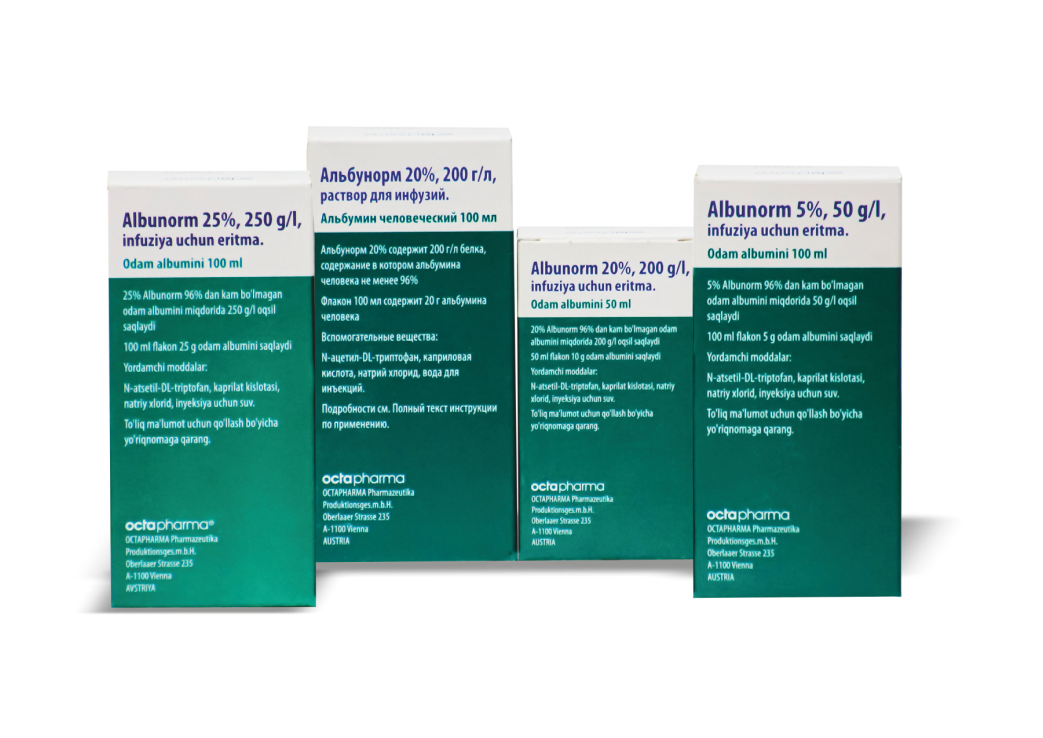 Albunorm 25%, 250 g/l,
infuziya uchun eritma.
Odam albumini 100 ml
25% Albunorm 96% dan kam bo'lmagan
odam albumini miqdorida 250 g/l oqsil
saqlaydi
100 ml flakon 25 g odam albumini saqlaydi
Yordamchi moddalar:
N-atsetil-DL-triptofan, kaprilat kislotasi,
natriy xlorid, inyeksiya uchun suv.
To'liq ma'lumot uchun qo'llash bo'yicha
yo'riqnomaga qarang.
octapharma®
OCTAPHARMA Pharmazeutika
Produktionsges.m.b.H.
Oberlaaer Strasse 235
A-1100 Vienna
AVSTRIYA
Альбунорм 20%, 200 г/л,
раствор для инфузий.
Альбумин человеческий 100 мл
Альбунорм 20% содержит 200 г/л белка,
содержание в котором альбумина
человека не менее 96%
Флакон 100 мл содержит 20 г альбумина
человека
Вспомогательные вещества:
N-ацетил-DL-триптофан, каприловая
кислота, натрий хлорид, вода для
инъекций.
Подробности см. Полный текст инструкции
по применению.
octapharma
OCTAPHARMA Pharmazeutika
Produktionsges.m.b.H.
Oberlaaer Strasse 235
A-1100 Vienna
AUSTRIA
Albunorm 20%, 200 g/l,
infuziya uchun eritma.
Odam albumini 50 ml
20% Albunorm 96% dan kam bo'lmagan odam
albumini miqdorida 200 g/l oqsil saqlaydi
50 ml flakon 10 g odam albumini saqlaydi
Yordamchi moddalar:
N-atsetil-DL-triptofan, kaprilat kislotasi, natriy
xlorid, inyeksiya uchun suv.
To'liq ma'lumot uchun qo'llash bo'yicha
yo'riqnomaga qarang.
octapharma
OCTAPHARMA Pharmazeutika
Produktionsges.m.b.H.
Oberlaaer Strasse 235
A-1100 Vienna
AUSTRIA
Albunorm 5%, 50 g/l,
infuziya uchun eritma.
Odam albumini 100 ml
5% Albunorm 96% dan kam bo'lmagan
odam albumini miqdorida 50 g/l oqsil
saqlaydi
100 ml flakon 5 g odam albumini saqlaydi
Yordamchi moddalar:
N-atsetil-DL-triptofan, kaprilat kislotasi,
natriy xlorid, inyeksiya uchun suv.
To'liq ma'lumot uchun qo'llash bo'yicha
yo'riqnomaga qarang.
octapharma
OCTAPHARMA Pharmazeutika
Produktionsges.m.b.H.
Oberlaaer Strasse 235
A-1100 Vienna
AUSTRIA